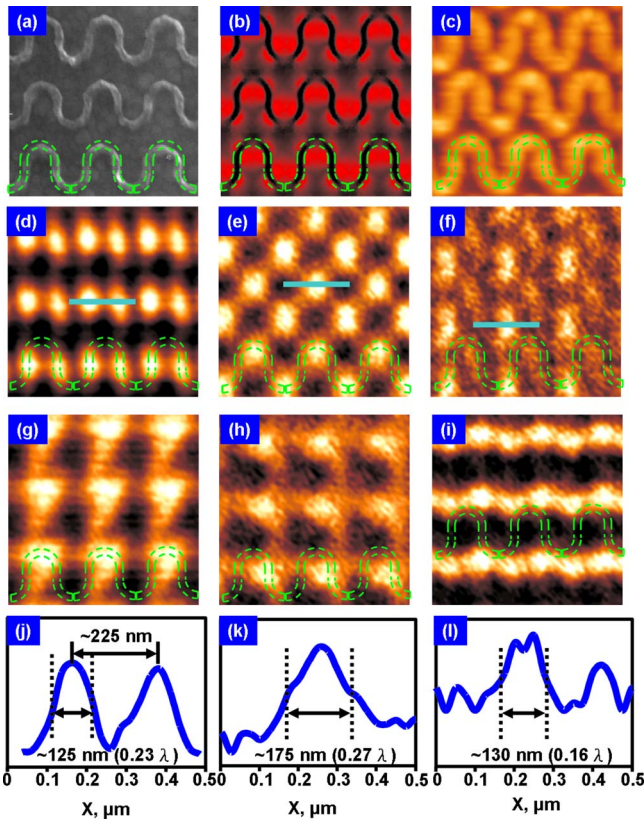 (a) (b) (c)
(d) (e) (f)
(g) (h) (i)
(j) (k) (l)
~225 nm
~125 nm (0.23 λ) ~175 nm (0.27 λ) ~130 nm (0.16 λ)
0 0.1 0.2 0.3 0.4 0.5 0 0.1 0.2 0.3 0.4 0.5 0 0.1 0.2 0.3 0.4 0.5
X, μm X, μm X, μm